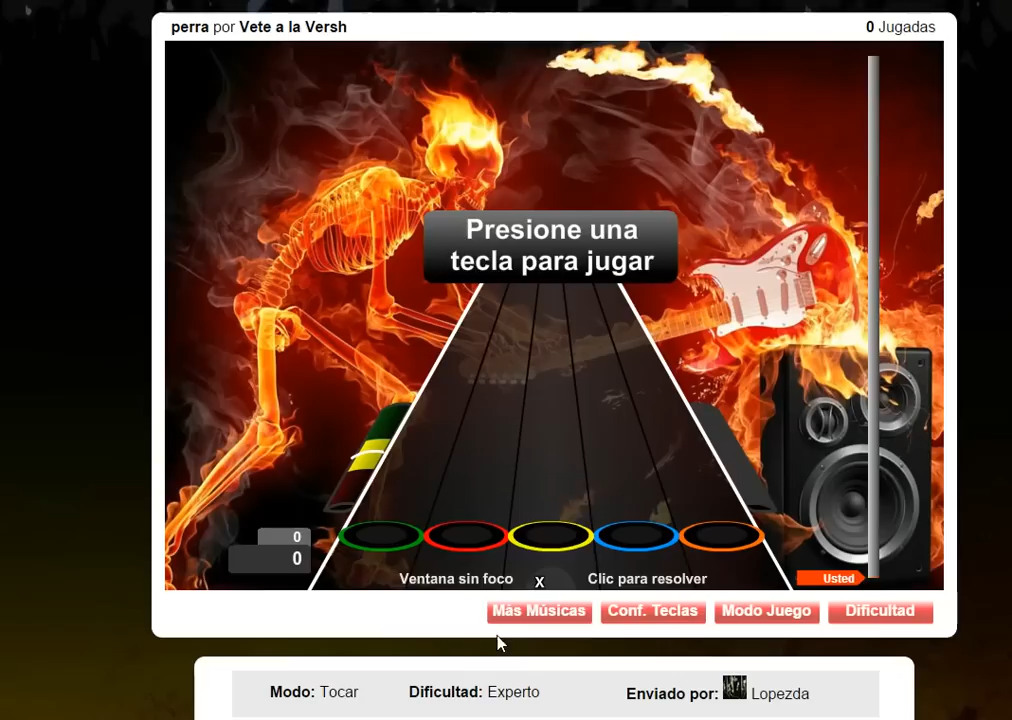 perra por Vete a la Versh
0 Jugadas
Presione una
tecla para jugar
0
0
Ventana sin foco X Clic para resolver
Usted
Más Músicas Conf. Teclas Modo Juego Dificultad
Modo: Tocar Dificultad: Experto Enviado por: Lopezda